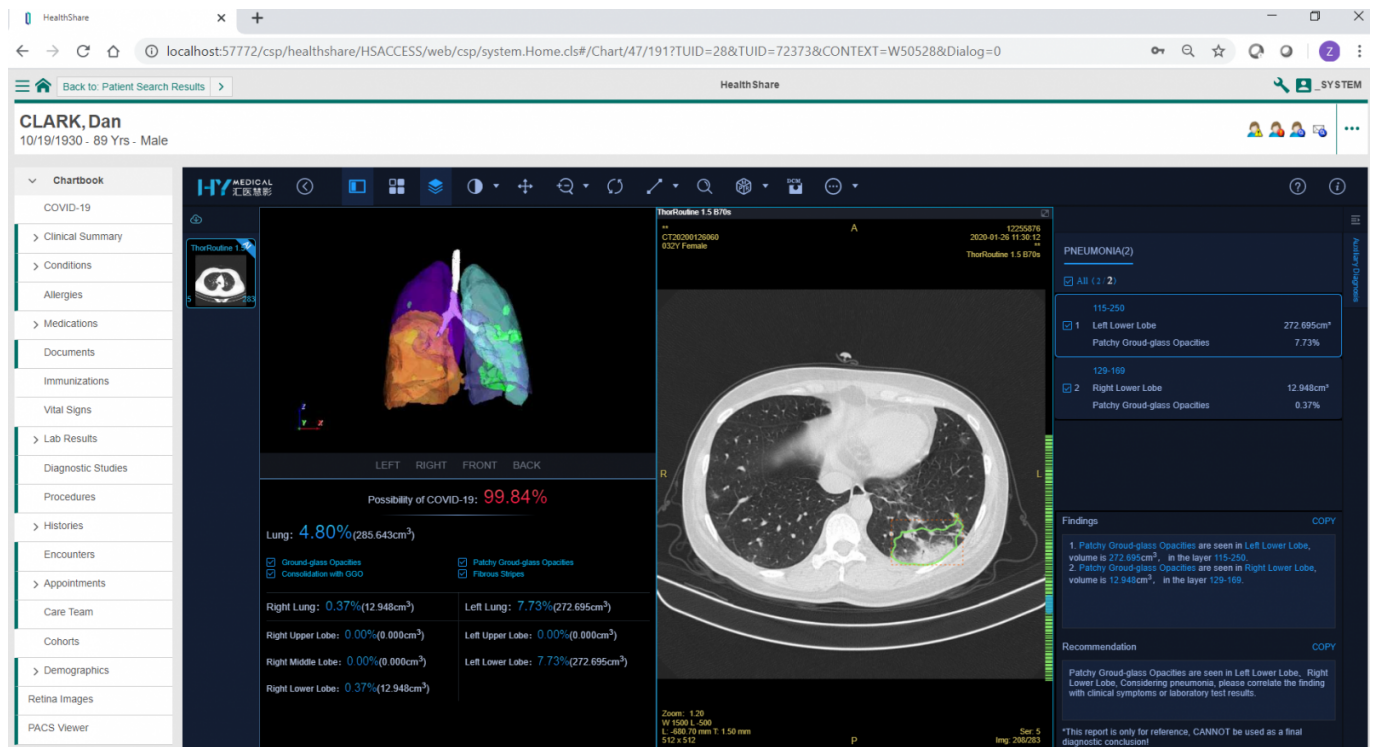 HealthShare
localhost:57772/csp/healthshare/HSACCESS/web/csp/system.Home.cls#/Chart/47/191?TUID=28&TUID=72373&CONTEXT=W50528&Dialog=0
Z
Back to: Patient Search Results
HealthShare
_SYSTEM
CLARK, Dan
10/19/1930 - 89 Yrs - Male
Chartbook
COVID-19
Clinical Summary
Conditions
Allergies
Medications
Documents
Immunizations
Vital Signs
Lab Results
Diagnostic Studies
Procedures
Histories
Encounters
Appointments
Care Team
Cohorts
Demographics
Retina Images
PACS Viewer
HY MEDICAL
汇医慧影
DCM
ThorRoutine 1.5
5 283
z
y x
LEFT RIGHT FRONT BACK
Possibility of COVID-19: 99.84%
Lung: 4.80%(285.643cm³)
Ground-glass Opacities Patchy Groud-glass Opacities
Consolidation with GGO Fibrous Stripes
Right Lung: 0.37%(12.948cm³) Left Lung: 7.73%(272.695cm³)
Right Upper Lobe: 0.00%(0.000cm³) Left Upper Lobe: 0.00%(0.000cm³)
Right Middle Lobe: 0.00%(0.000cm³) Left Lower Lobe: 7.73%(272.695cm³)
Right Lower Lobe: 0.37%(12.948cm³)
ThorRoutine 1.5 B70s
** A 12255876
CT20200126060 2020-01-26 11:30:12
032Y Female **
ThorRoutine 1.5 B70s
R L
Zoom: 1.20
W 1500 L -500
L: -680.70 mm T: 1.50 mm Ser: 5
512 x 512 P Img: 208/283
PNEUMONIA(2)
All (2/2)
115-250
1 Left Lower Lobe 272.695cm³
Patchy Groud-glass Opacities 7.73%
129-169
2 Right Lower Lobe 12.948cm³
Patchy Groud-glass Opacities 0.37%
Auxiliary Diagnosis
Findings COPY
1. Patchy Groud-glass Opacities are seen in Left Lower Lobe,
volume is 272.695cm³, in the layer 115-250.
2. Patchy Groud-glass Opacities are seen in Right Lower Lobe,
volume is 12.948cm³, in the layer 129-169.
Recommendation COPY
Patchy Groud-glass Opacities are seen in Left Lower Lobe, Right
Lower Lobe, Considering pneumonia, please correlate the finding
with clinical symptoms or laboratory test results.
*This report is only for reference, CANNOT be used as a final
diagnostic conclusion!